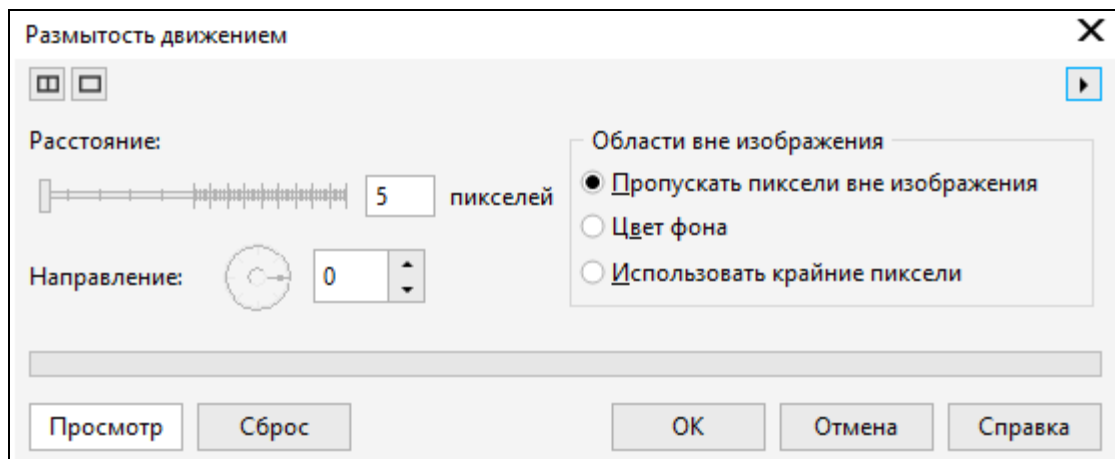 Размытость движением
Расстояние:
5 пикселей
Направление: 0
Области вне изображения
Пропускать пиксели вне изображения
Цвет фона
Использовать крайние пиксели
Просмотр Сброс ОК Отмена Справка